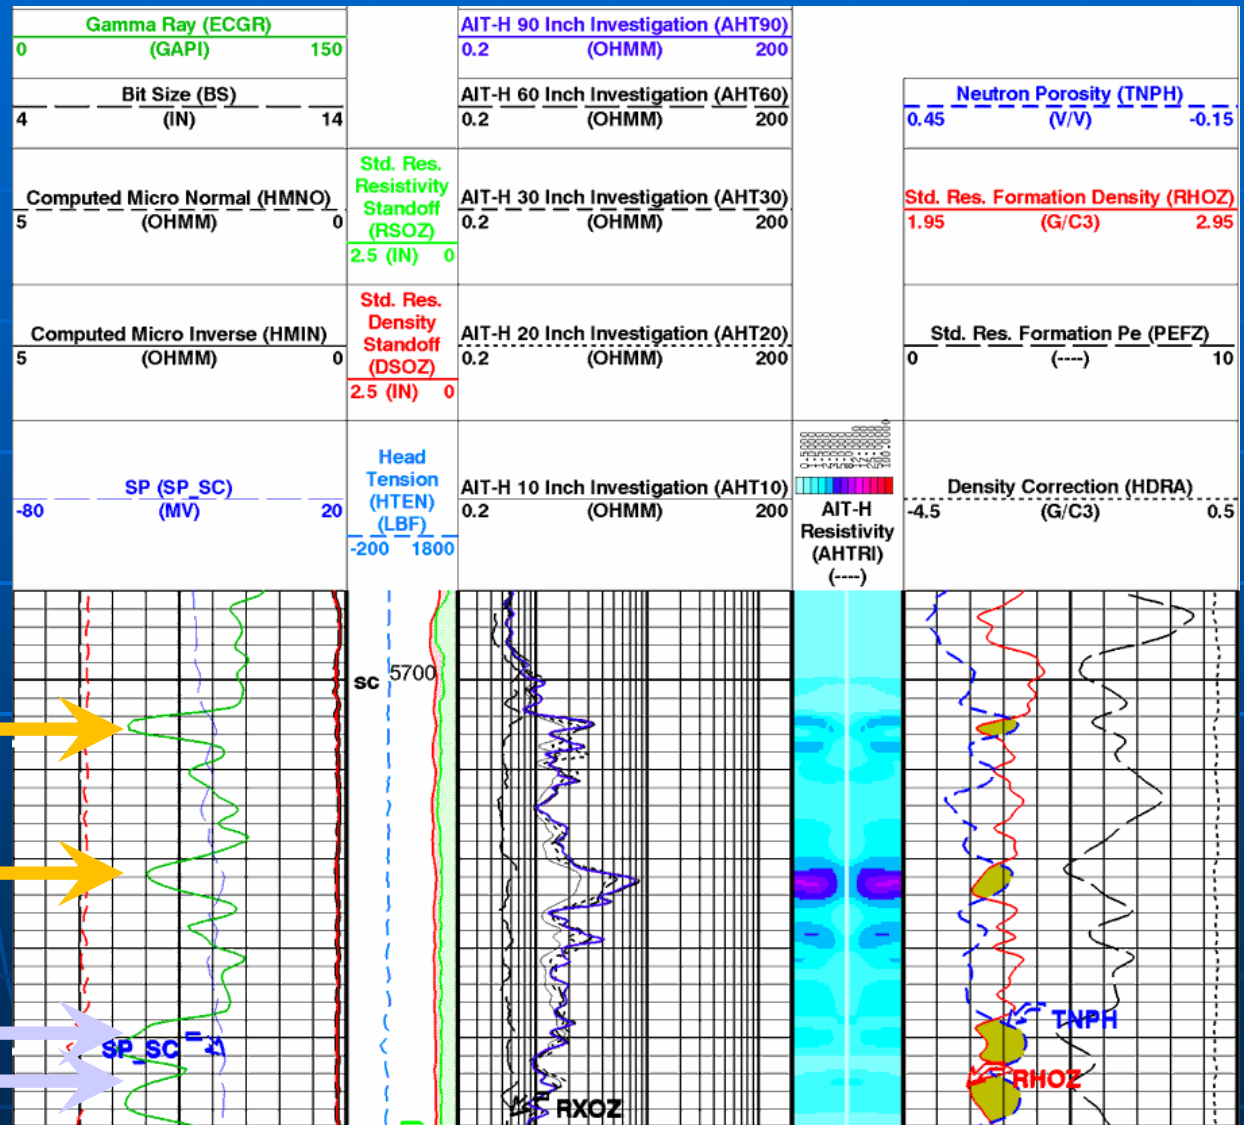 Gamma Ray (ECGR)
0 (GAPI) 150
Bit Size (BS)
4 (IN) 14
Computed Micro Normal (HMNO)
5 (OHMM) 0
Computed Micro Inverse (HMIN)
5 (OHMM) 0
SP (SP_SC)
-80 (MV) 20
Std. Res.
Resistivity
Standoff
(RSOZ)
2.5 (IN) 0
Std. Res.
Density
Standoff
(DSOZ)
2.5 (IN) 0
Head
Tension
(HTEN)
(LBF)
-200 1800
AIT-H 90 Inch Investigation (AHT90)
0.2 (OHMM) 200
AIT-H 60 Inch Investigation (AHT60)
0.2 (OHMM) 200
AIT-H 30 Inch Investigation (AHT30)
0.2 (OHMM) 200
AIT-H 20 Inch Investigation (AHT20)
0.2 (OHMM) 200
AIT-H 10 Inch Investigation (AHT10)
0.2 (OHMM) 200
AIT-H
Resistivity
(AHTRI)
(----)
Neutron Porosity (TNPH)
0.45 (V/V) -0.15
Std. Res. Formation Density (RHOZ)
1.95 (G/C3) 2.95
Std. Res. Formation Pe (PEFZ)
0 (----) 10
Density Correction (HDRA)
-4.5 (G/C3) 0.5
sc 5700
TNPH
SP_SC
RHOZ
RXOZ